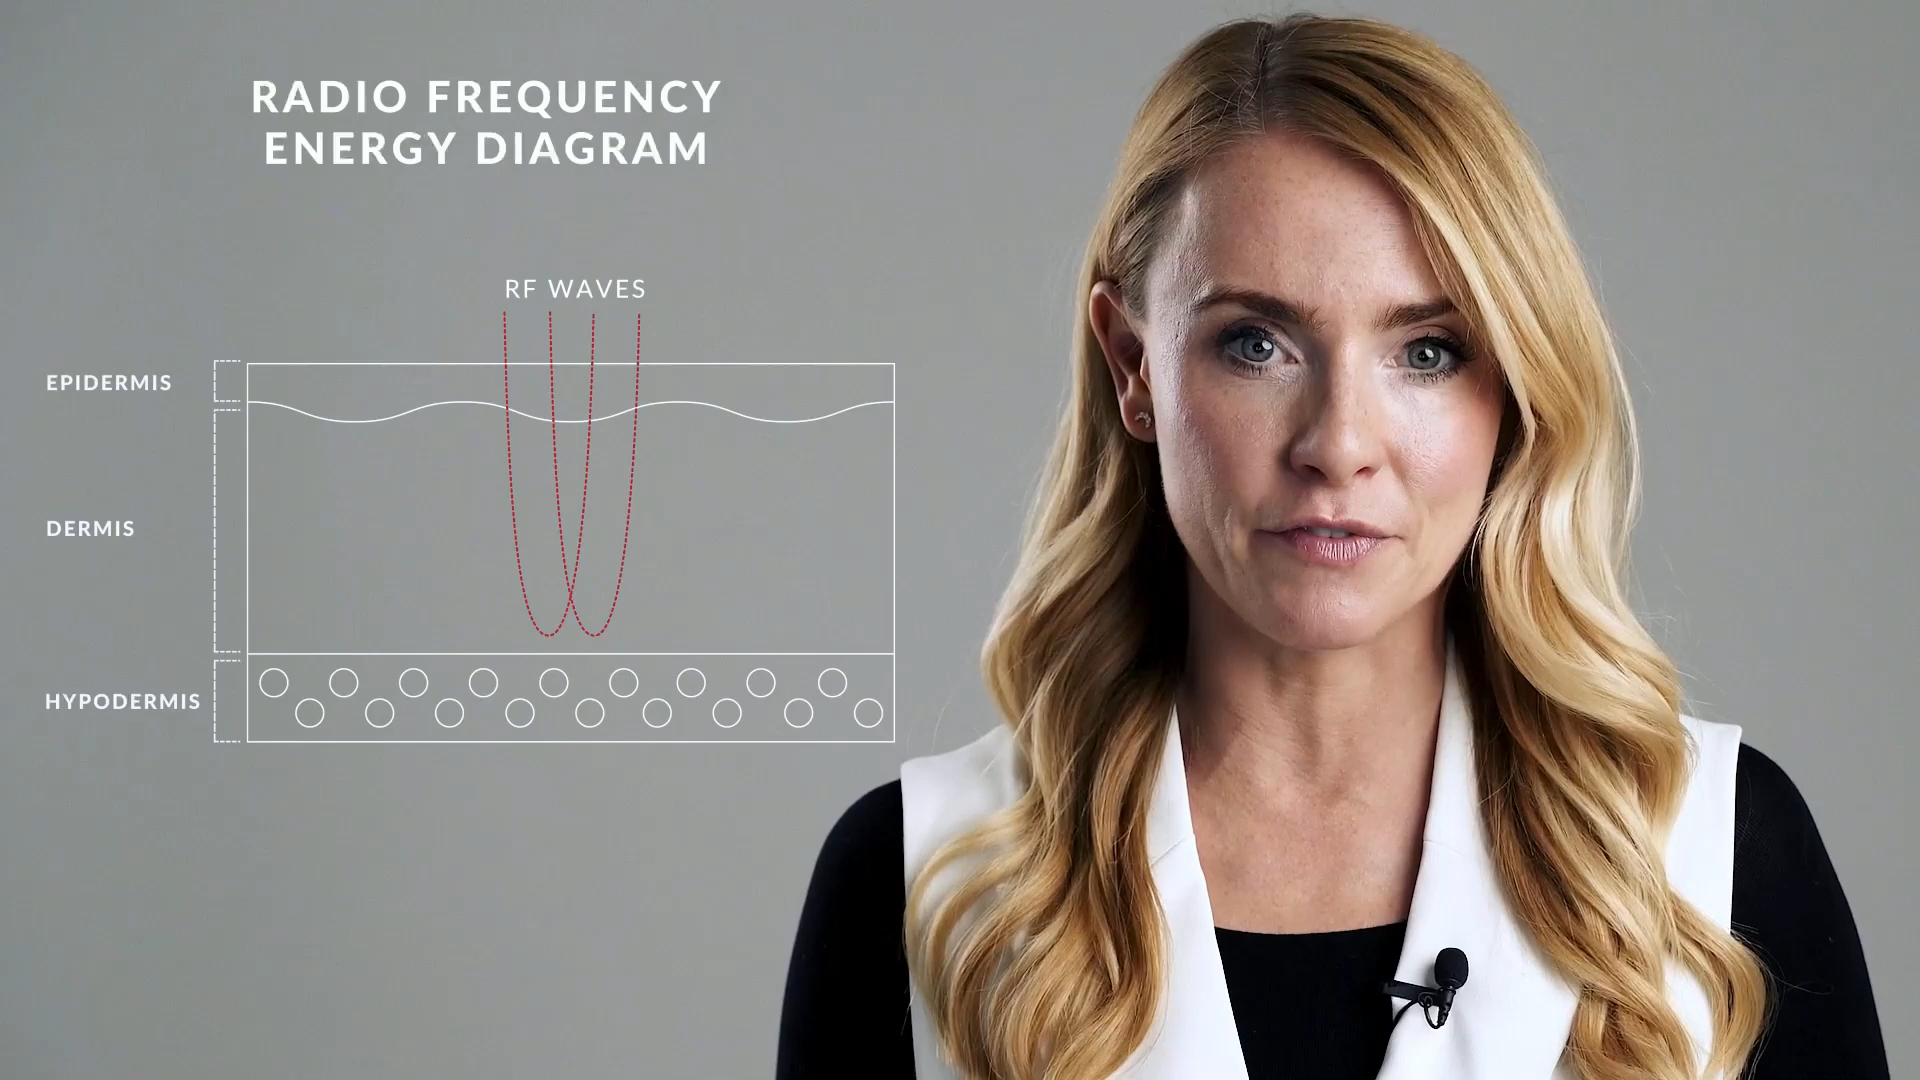 RADIO FREQUENCY
ENERGY DIAGRAM
RF WAVES
EPIDERMIS
DERMIS
HYPODERMIS